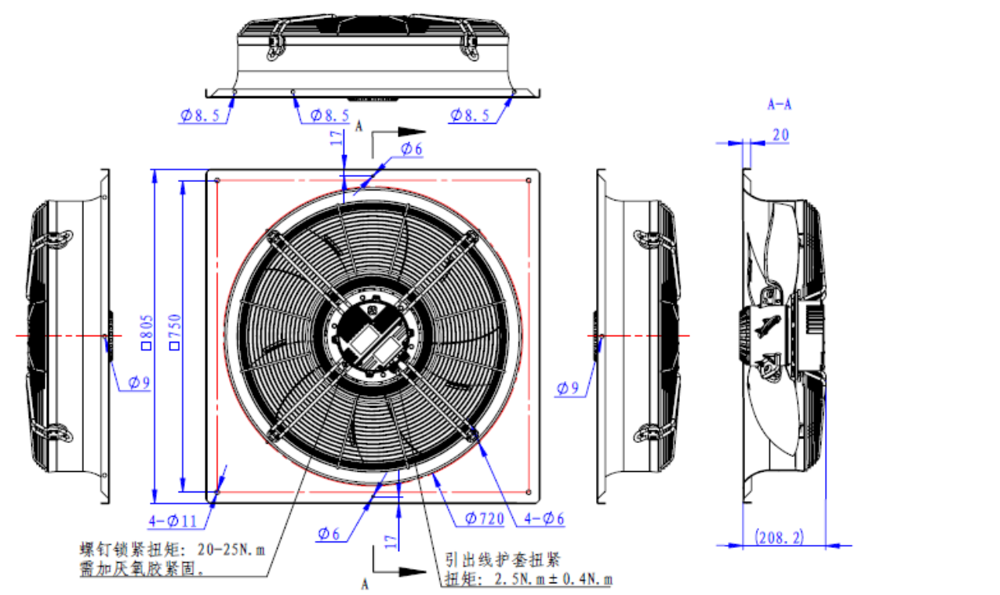 Φ8.5
Φ8.5
Φ8.5
A
A-A
17
Φ6
20
□805
□750
Φ9
Φ9
4-Φ11
Φ6
17
Φ720
4-Φ6
(208.2)
螺钉锁紧扭矩: 20-25N.m
需加厌氧胶紧固。
A
引出线护套扭紧
扭矩: 2.5N.m±0.4N.m